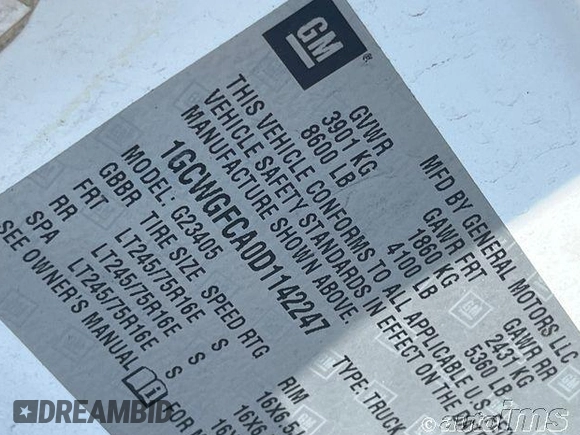 GM
MFD BY GENERAL MOTORS LLC
GVWR GAWR FRT GAWR RR
3901 KG 1860 KG 2431 KG
8600 LB 4100 LB 5360 LB
THIS VEHICLE CONFORMS TO ALL APPLICABLE U.S.
VEHICLE SAFETY STANDARDS IN EFFECT ON THE
MANUFACTURE SHOWN ABOVE.
1GCWGFCA0D1142247
TYPE: TRUCK
MODEL: G23405
GBBR TIRE SIZE SPEED RTG RIM
FRT LT245/75R16E S 16X6.5
RR LT245/75R16E S 16X6
SPA LT245/75R16E S
SEE OWNER'S MANUAL FOR
DREAMBID
autoims
picturecenter